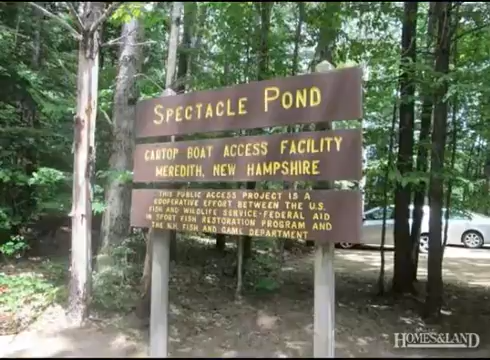 SPECTACLE POND
CARTOP BOAT ACCESS FACILITY
MEREDITH, NEW HAMPSHIRE
THIS PUBLIC ACCESS PROJECT IS A
COOPERATIVE EFFORT BETWEEN THE U.S.
FISH AND WILDLIFE SERVICE-FEDERAL AID
IN SPORT FISH RESTORATION PROGRAM AND
THE N.H. FISH AND GAME DEPARTMENT
HOMES&LAND